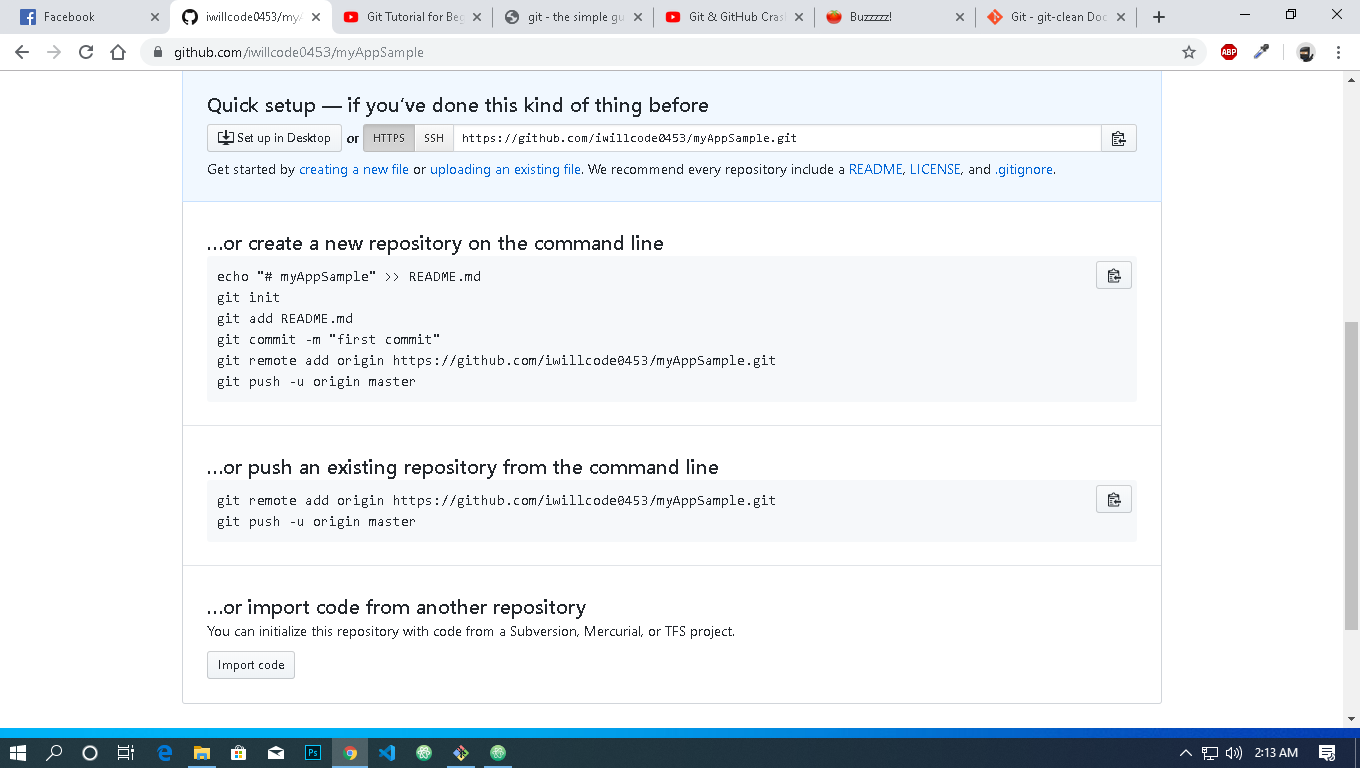 Facebook
iwillcode0453/myA
Git Tutorial for Beg
git - the simple gu
Git & GitHub Cras
Buzzzzz!
Git - git-clean Doc
github.com/iwillcode0453/myAppSample
ABP
Quick setup — if you've done this kind of thing before
Set up in Desktop or HTTPS SSH https://github.com/iwillcode0453/myAppSample.git
Get started by creating a new file or uploading an existing file. We recommend every repository include a README, LICENSE, and .gitignore.
…or create a new repository on the command line
echo "# myAppSample" >> README.md
git init
git add README.md
git commit -m "first commit"
git remote add origin https://github.com/iwillcode0453/myAppSample.git
git push -u origin master
…or push an existing repository from the command line
git remote add origin https://github.com/iwillcode0453/myAppSample.git
git push -u origin master
…or import code from another repository
You can initialize this repository with code from a Subversion, Mercurial, or TFS project.
Import code
Ps
2:13 AM